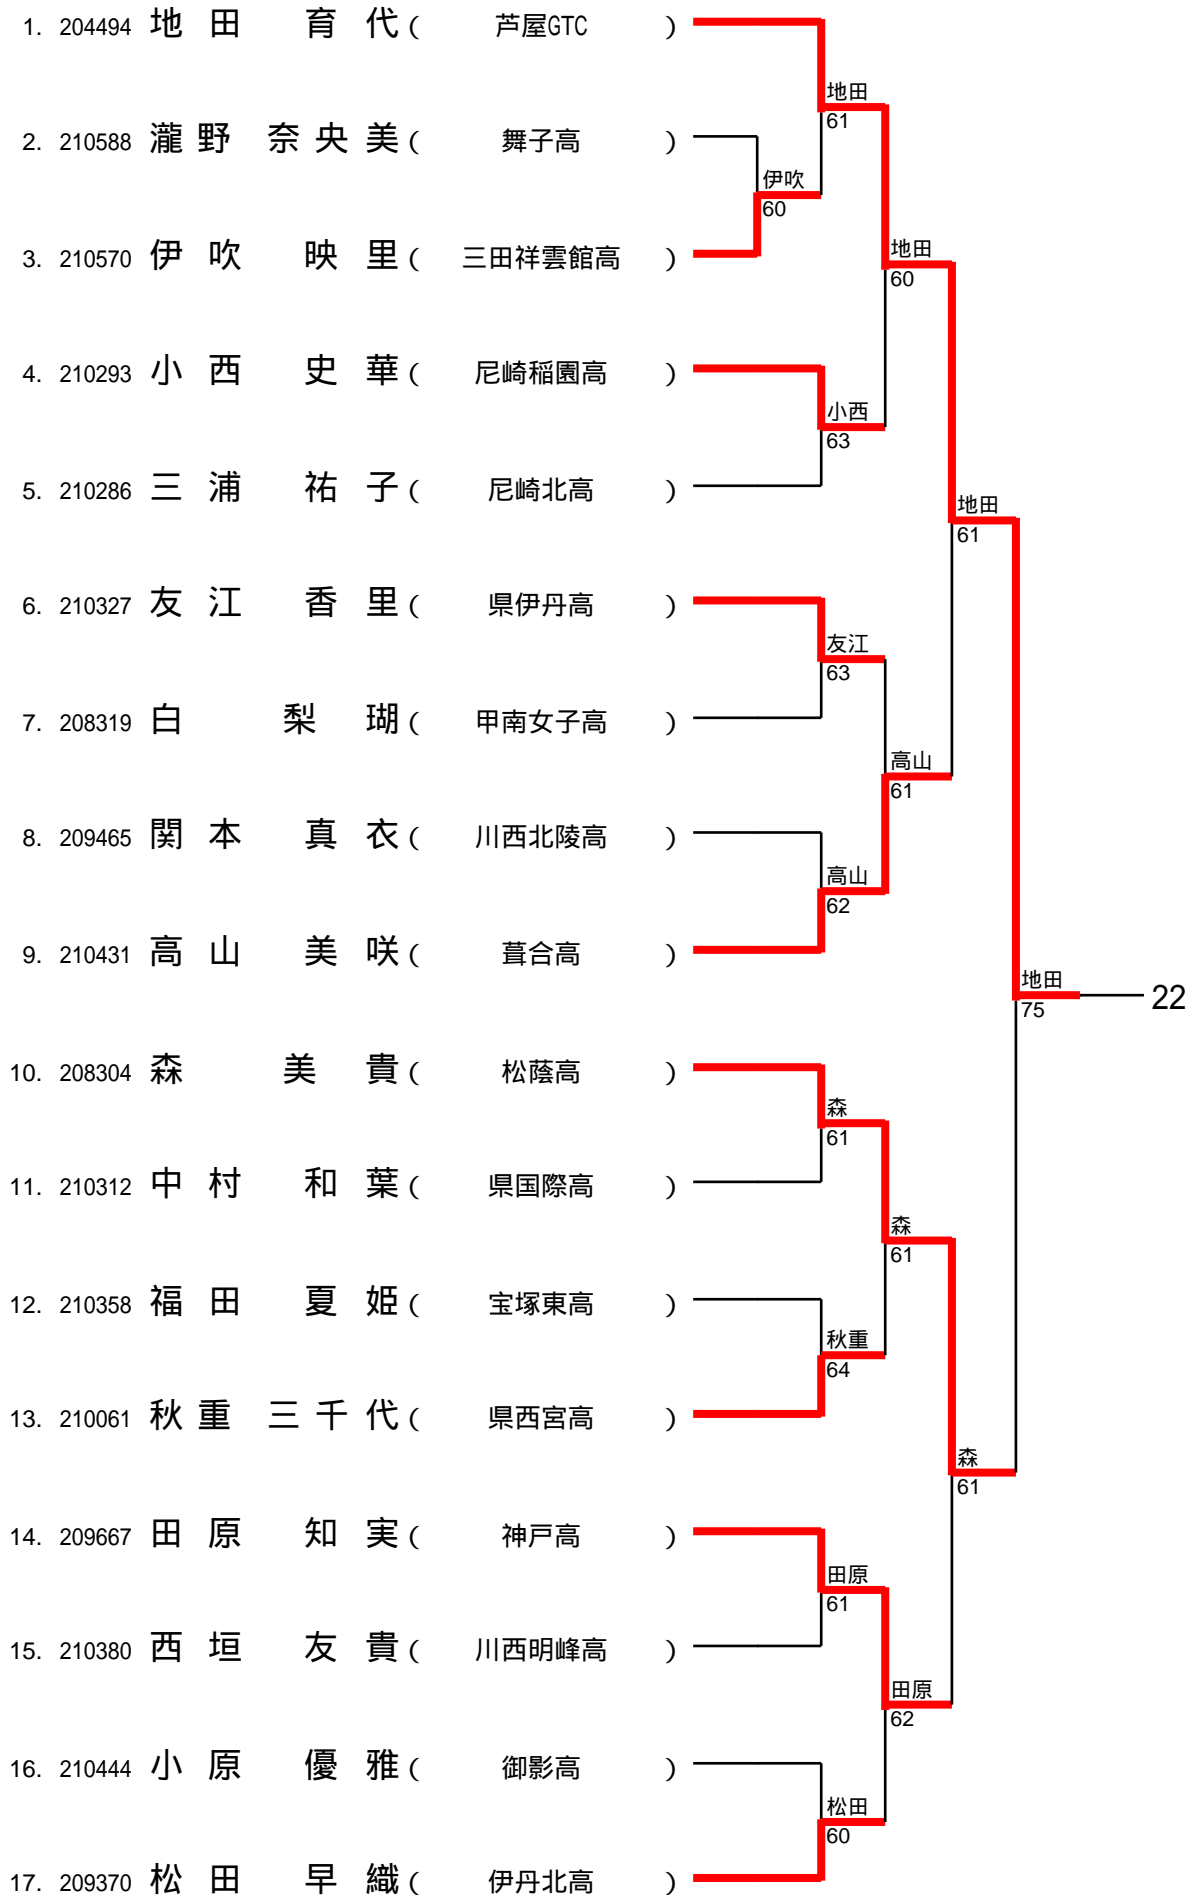 1. 204494 地田 育代 ( 芦屋GTC )
地田
61
2. 210588 瀧野 奈央美 ( 舞子高 )
伊吹
60
3. 210570 伊吹 映里 ( 三田祥雲館高 )
地田
60
4. 210293 小西 史華 ( 尼崎稲園高 )
小西
63
5. 210286 三浦 祐子 ( 尼崎北高 )
地田
61
6. 210327 友江 香里 ( 県伊丹高 )
友江
63
7. 208319 白 梨瑚 ( 甲南女子高 )
高山
61
8. 209465 関本 真衣 ( 川西北陵高 )
高山
62
9. 210431 高山 美咲 ( 葺合高 )
地田
75
22
10. 208304 森 美貴 ( 松蔭高 )
森
61
11. 210312 中村 和葉 ( 県国際高 )
森
61
12. 210358 福田 夏姫 ( 宝塚東高 )
秋重
64
13. 210061 秋重 三千代 ( 県西宮高 )
森
61
14. 209667 田原 知実 ( 神戸高 )
田原
61
15. 210380 西垣 友貴 ( 川西明峰高 )
田原
62
16. 210444 小原 優雅 ( 御影高 )
松田
60
17. 209370 松田 早織 ( 伊丹北高 )